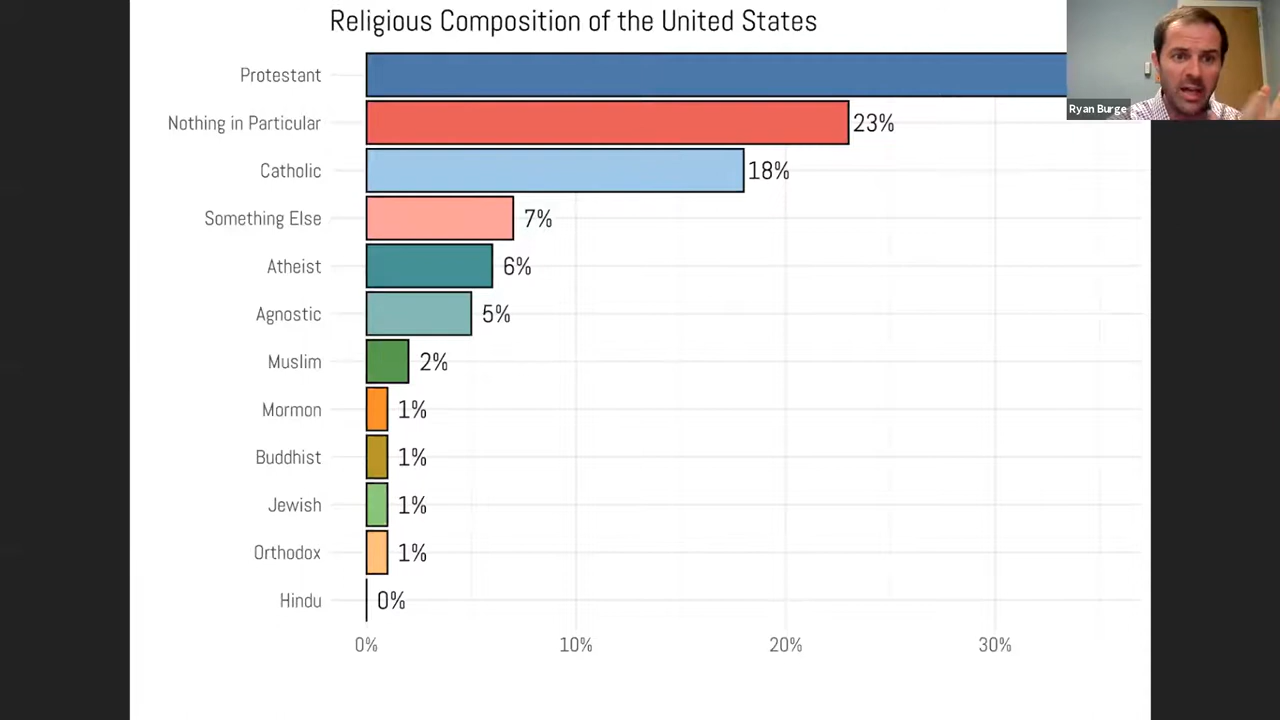 Religious Composition of the United States
Ryan Burge
Protestant
Nothing in Particular 23%
Catholic 18%
Something Else 7%
Atheist 6%
Agnostic 5%
Muslim 2%
Mormon 1%
Buddhist 1%
Jewish 1%
Orthodox 1%
Hindu 0%
0% 10% 20% 30%